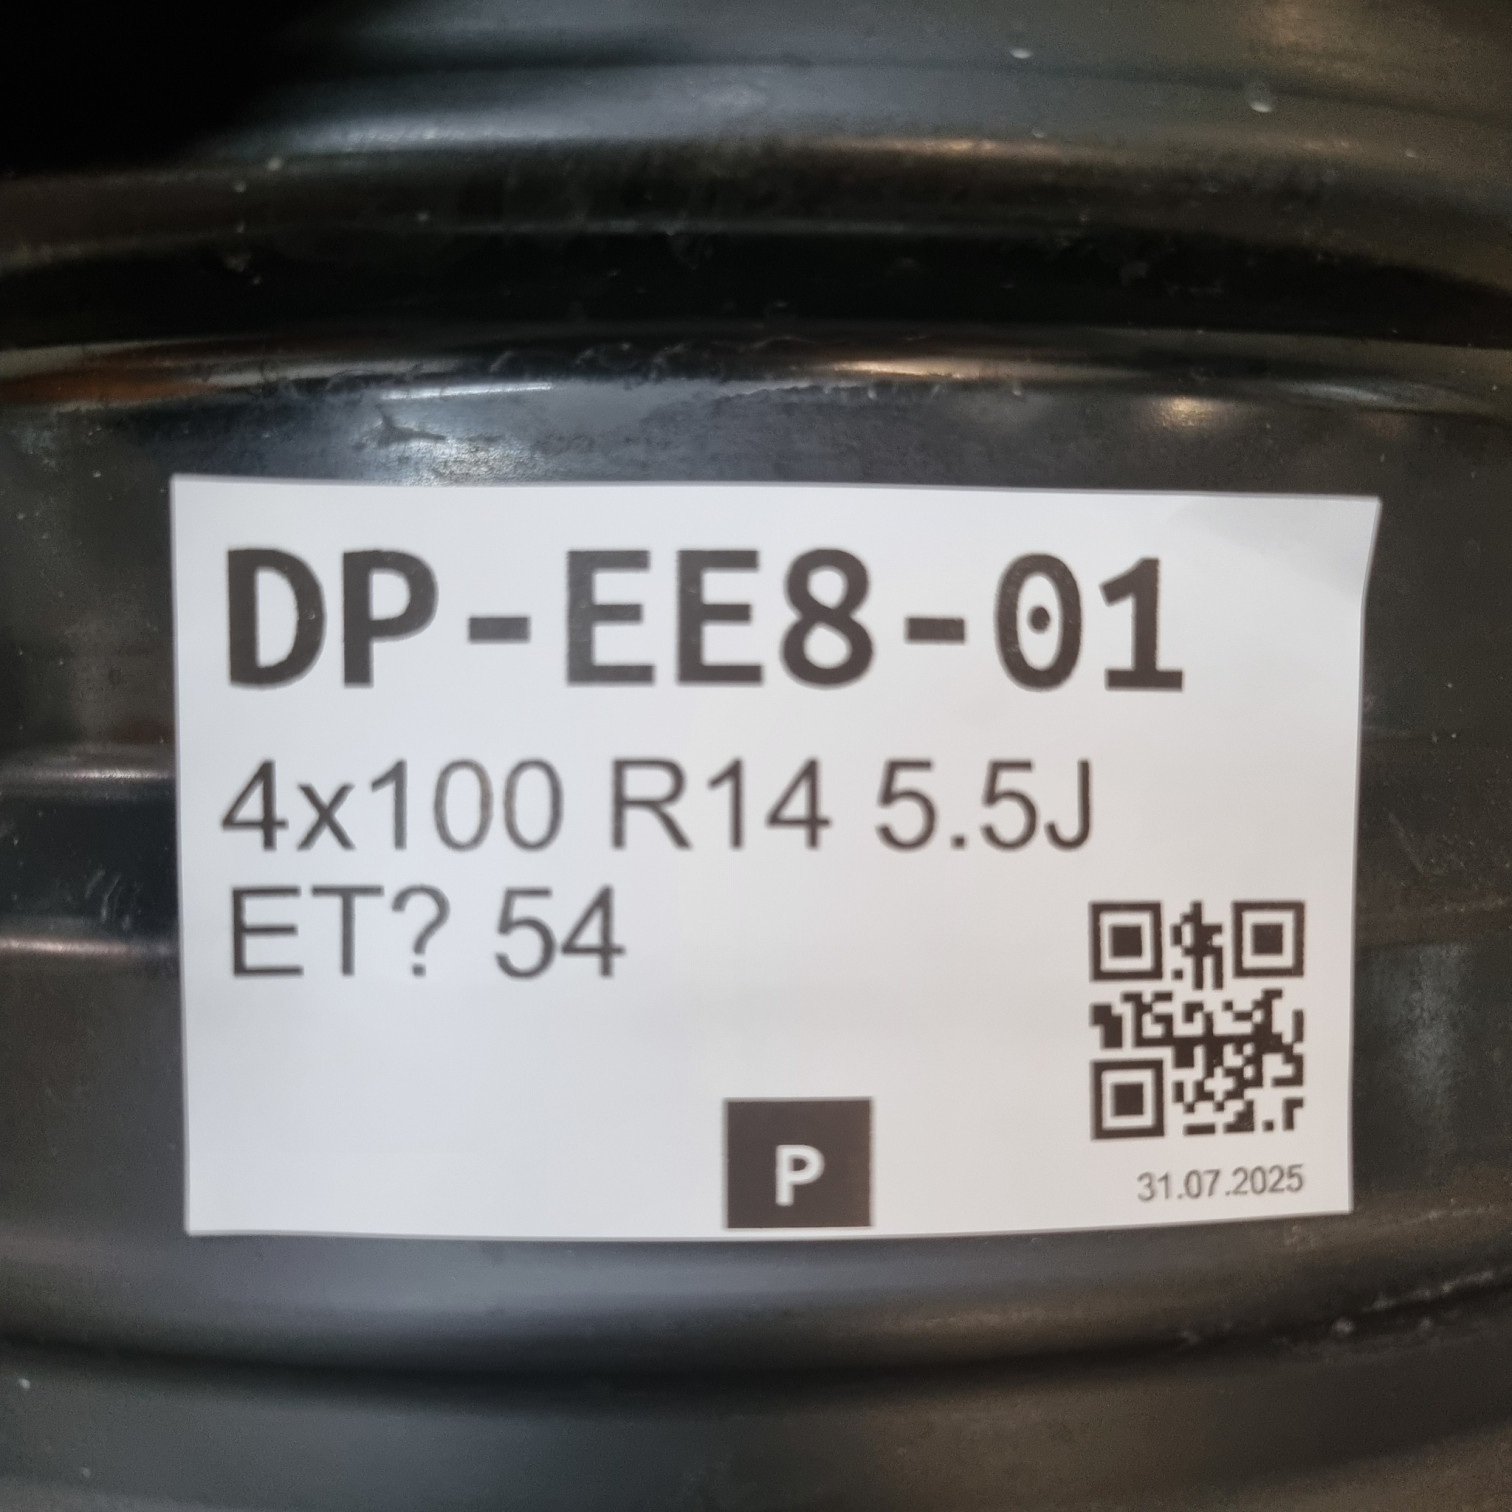 DP-EE8-01
4x100 R14 5.5J
ET? 54
P
31.07.2025